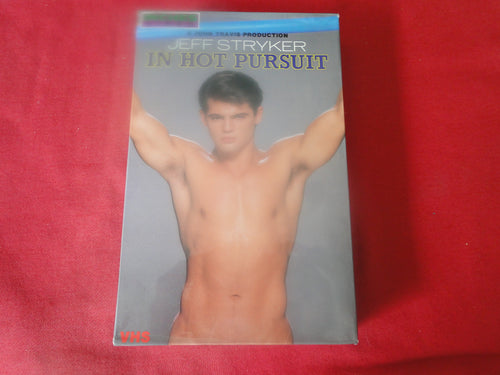 A JOHN TRAVIS PRODUCTION
JEFF STRYKER
IN HOT PURSUIT
VHS